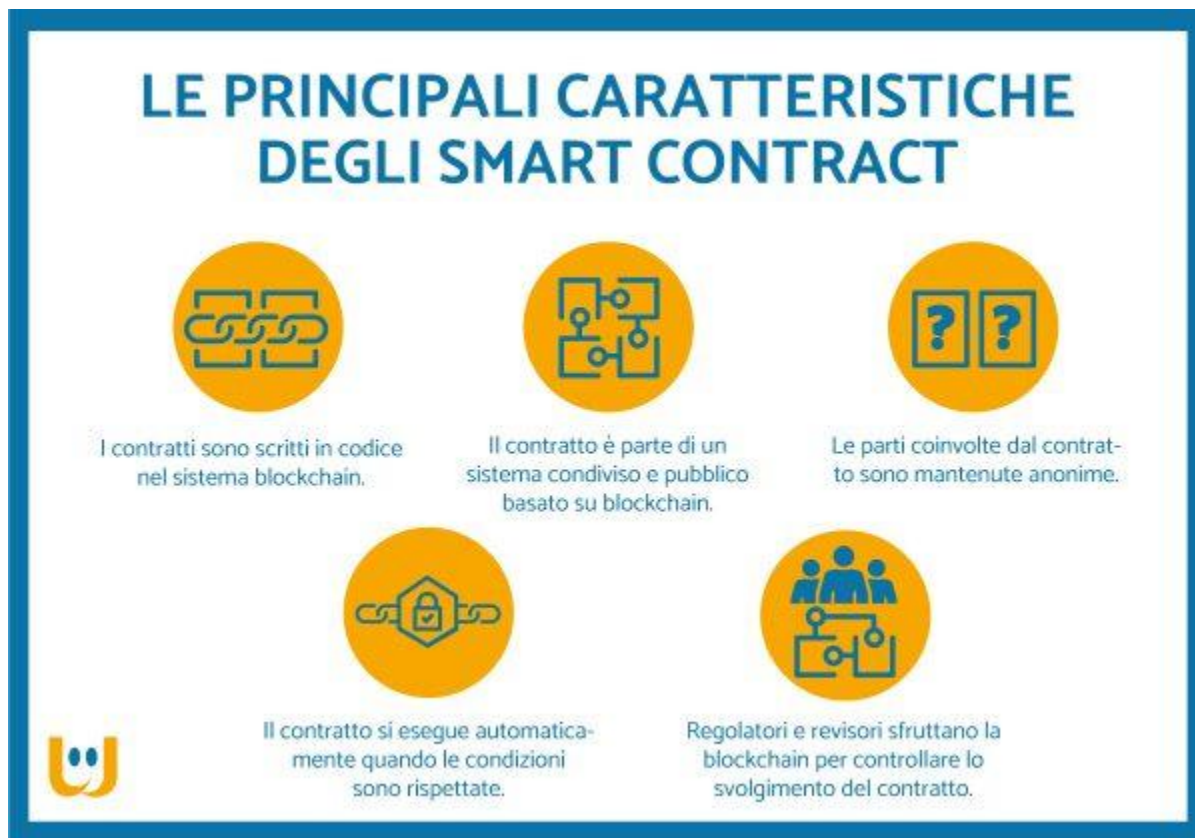 LE PRINCIPALI CARATTERISTICHE
DEGLI SMART CONTRACT
I contratti sono scritti in codice
nel sistema blockchain.
Il contratto è parte di un
sistema condiviso e pubblico
basato su blockchain.
Le parti coinvolte dal contrat-
to sono mantenute anonime.
Il contratto si esegue automatica-
mente quando le condizioni
sono rispettate.
Regolatori e revisori sfruttano la
blockchain per controllare lo
svolgimento del contratto.